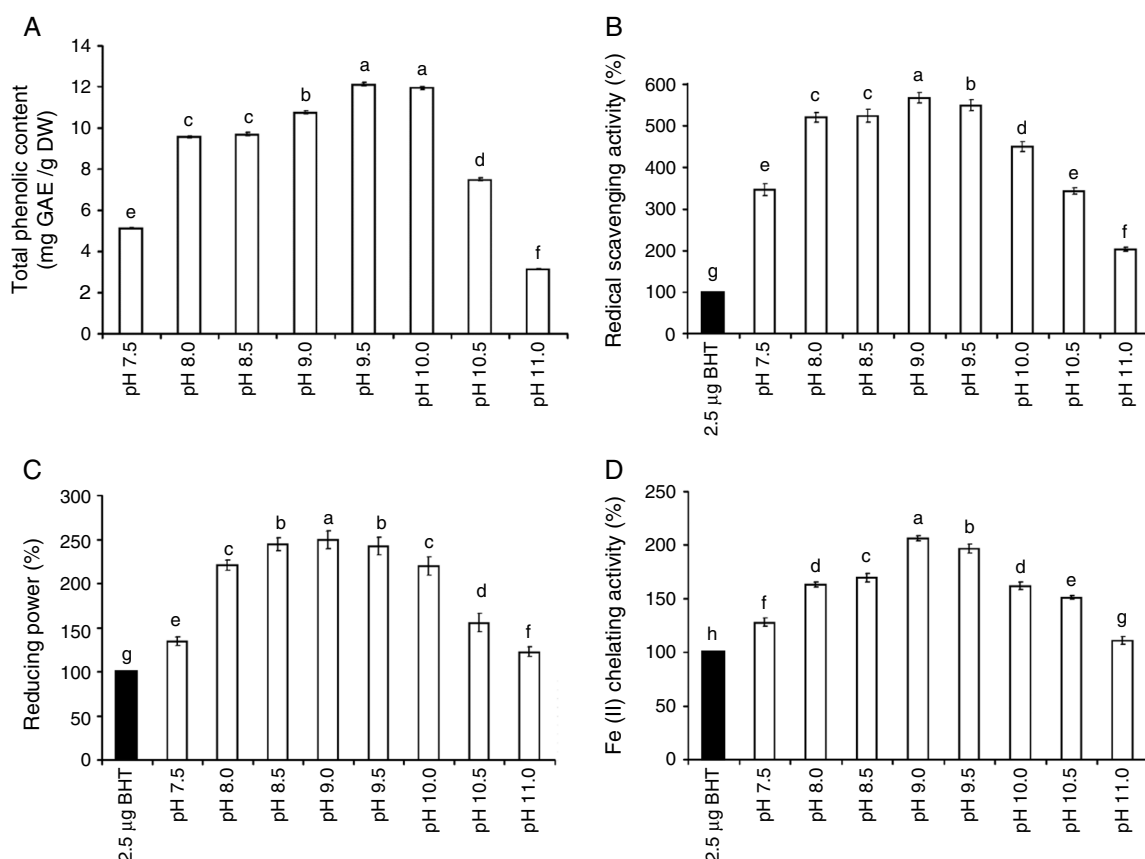 A
Total phenolic content
(mg GAE /g DW)
14
12
10
8
6
4
2
0
e
c
c
b
a
a
d
f
pH 7.5
pH 8.0
pH 8.5
pH 9.0
pH 9.5
pH 10.0
pH 10.5
pH 11.0
B
Redical scavenging activity (%)
600
500
400
300
200
100
0
g
e
c
c
a
b
d
e
f
2.5 µg BHT
pH 7.5
pH 8.0
pH 8.5
pH 9.0
pH 9.5
pH 10.0
pH 10.5
pH 11.0
C
Reducing power (%)
300
250
200
150
100
50
0
g
e
c
b
a
b
c
d
f
2.5 µg BHT
pH 7.5
pH 8.0
pH 8.5
pH 9.0
pH 9.5
pH 10.0
pH 10.5
pH 11.0
D
Fe (II) chelating activity (%)
250
200
150
100
50
0
h
f
d
c
a
b
d
e
g
2.5 µg BHT
pH 7.5
pH 8.0
pH 8.5
pH 9.0
pH 9.5
pH 10.0
pH 10.5
pH 11.0